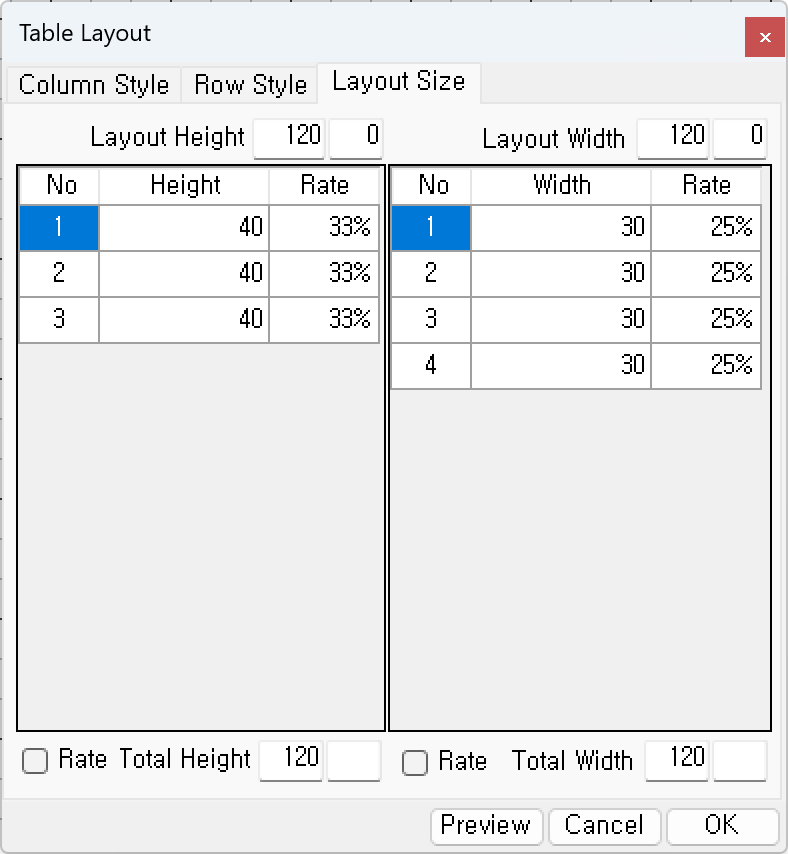 Table Layout
×
Column Style Row Style Layout Size
Layout Height 120 0 Layout Width 120 0
No Height Rate No Width Rate
1 40 33% 1 30 25%
2 40 33% 2 30 25%
3 40 33% 3 30 25%
4 30 25%
Rate Total Height 120 Rate Total Width 120
Preview Cancel OK